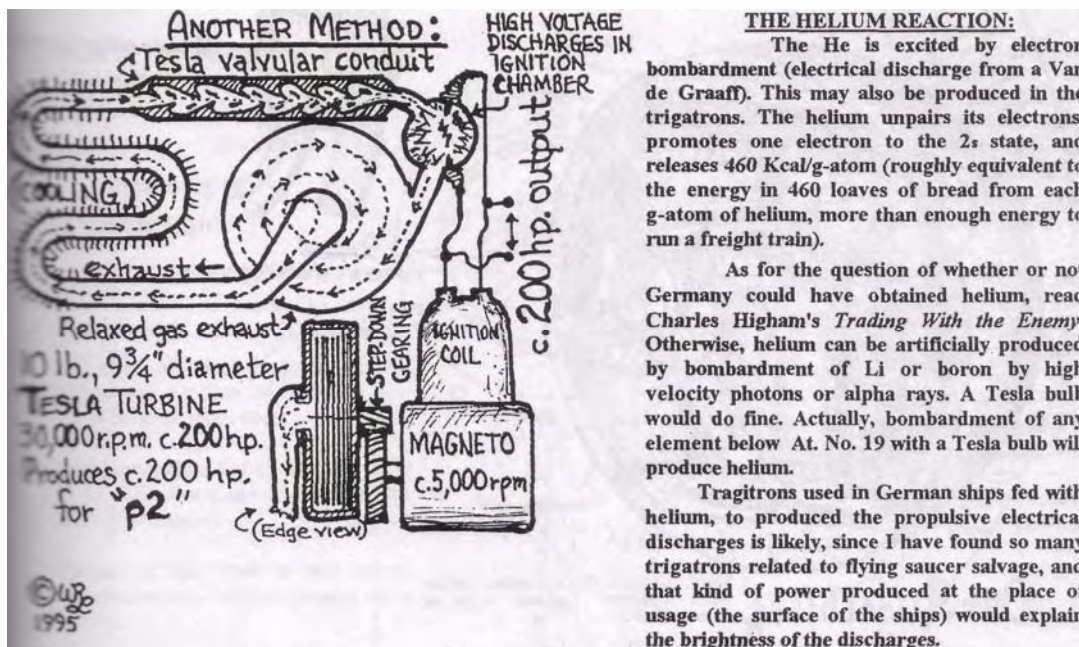 ANOTHER METHOD:
Tesla valvular conduit
HIGH VOLTAGE
DISCHARGES IN
IGNITION
CHAMBER
COOLING)
exhaust
c.200 hp. output
Relaxed gas exhaust
10 lb., 9 3/4" diameter
TESLA TURBINE
30,000 r.p.m. c.200 hp.
Produces c.200 hp.
for "p2"
STEP DOWN
GEARING
IGNITION
COIL
MAGNETO
c.5,000 rpm
(Edge view)
©
1995
THE HELIUM REACTION:
The He is excited by electron
bombardment (electrical discharge from a Van
de Graaff). This may also be produced in the
trigatrons. The helium unpairs its electrons,
promotes one electron to the 2s state, and
releases 460 Kcal/g-atom (roughly equivalent to
the energy in 460 loaves of bread from each
g-atom of helium, more than enough energy to
run a freight train).
As for the question of whether or not
Germany could have obtained helium, read
Charles Higham's Trading With the Enemy.
Otherwise, helium can be artificially produced
by bombardment of Li or boron by high
velocity photons or alpha rays. A Tesla bulb
would do fine. Actually, bombardment of any
element below At. No. 19 with a Tesla bulb will
produce helium.
Tragitrons used in German ships fed with
helium, to produced the propulsive electrical
discharges is likely, since I have found so many
trigatrons related to flying saucer salvage, and
that kind of power produced at the place of
usage (the surface of the ships) would explain
the brightness of the discharges.